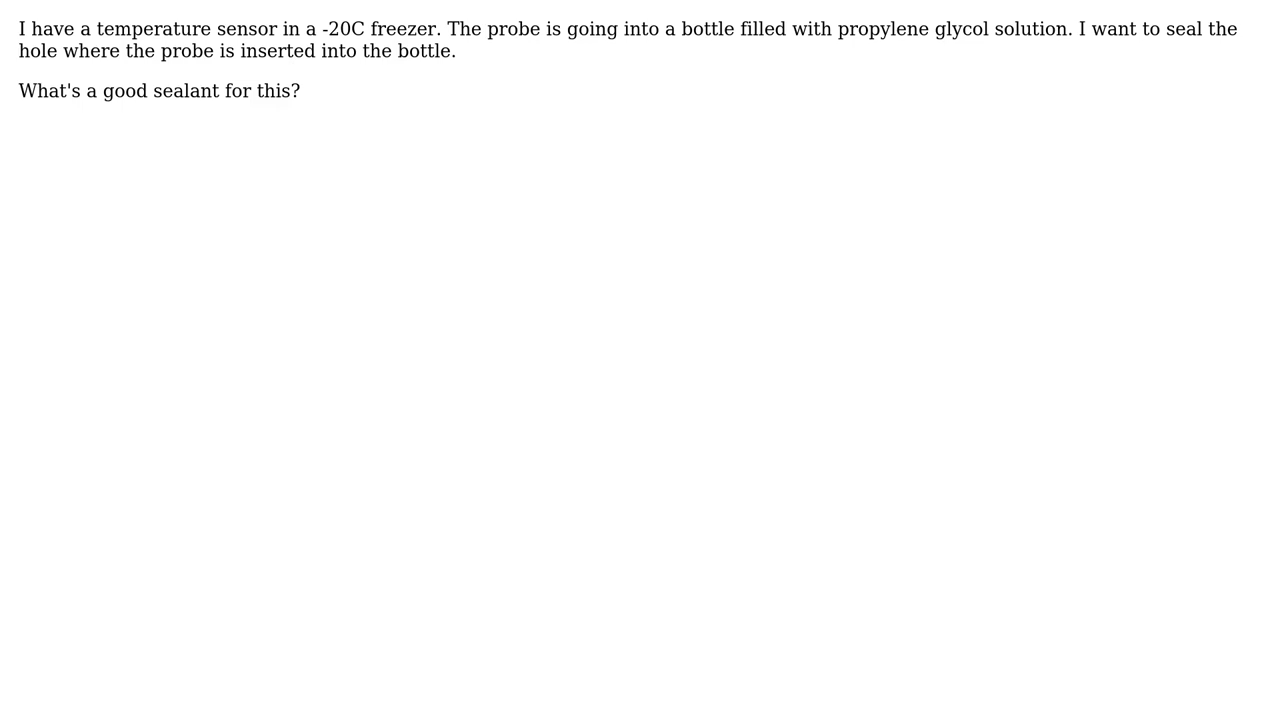 I have a temperature sensor in a -20C freezer. The probe is going into a bottle filled with propylene glycol solution. I want to seal the
hole where the probe is inserted into the bottle.
What's a good sealant for this?